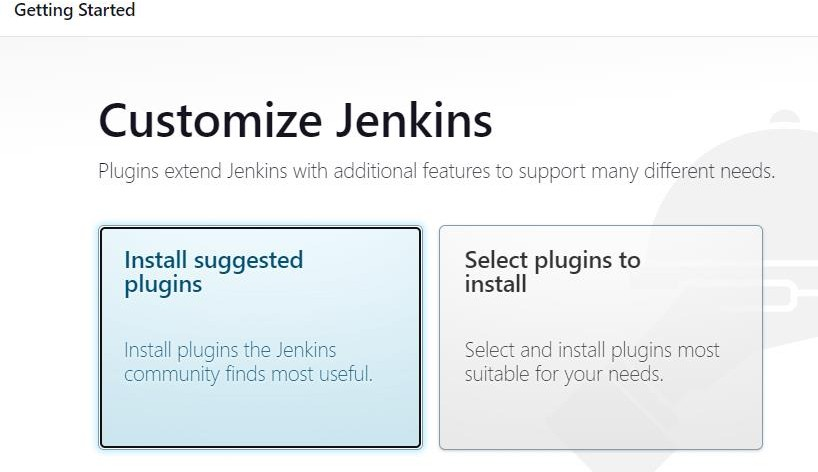 Getting Started
Customize Jenkins
Plugins extend Jenkins with additional features to support many different needs.
Install suggested
plugins
Install plugins the Jenkins
community finds most useful.
Select plugins to
install
Select and install plugins most
suitable for your needs.